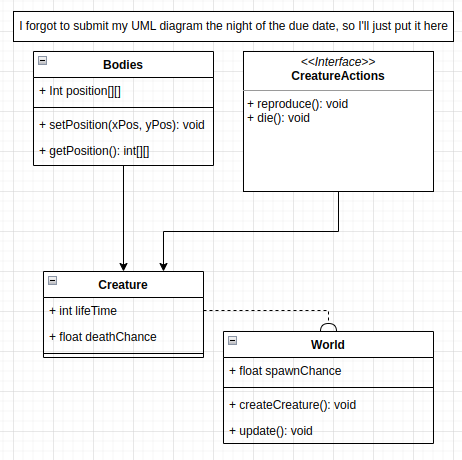 I forgot to submit my UML diagram the night of the due date, so I'll just put it here
Bodies
+ Int position[][]
+ setPosition(xPos, yPos): void
+ getPosition(): int[][]
<<Interface>>
CreatureActions
+ reproduce(): void
+ die(): void
Creature
+ int lifeTime
+ float deathChance
World
+ float spawnChance
+ createCreature(): void
+ update(): void